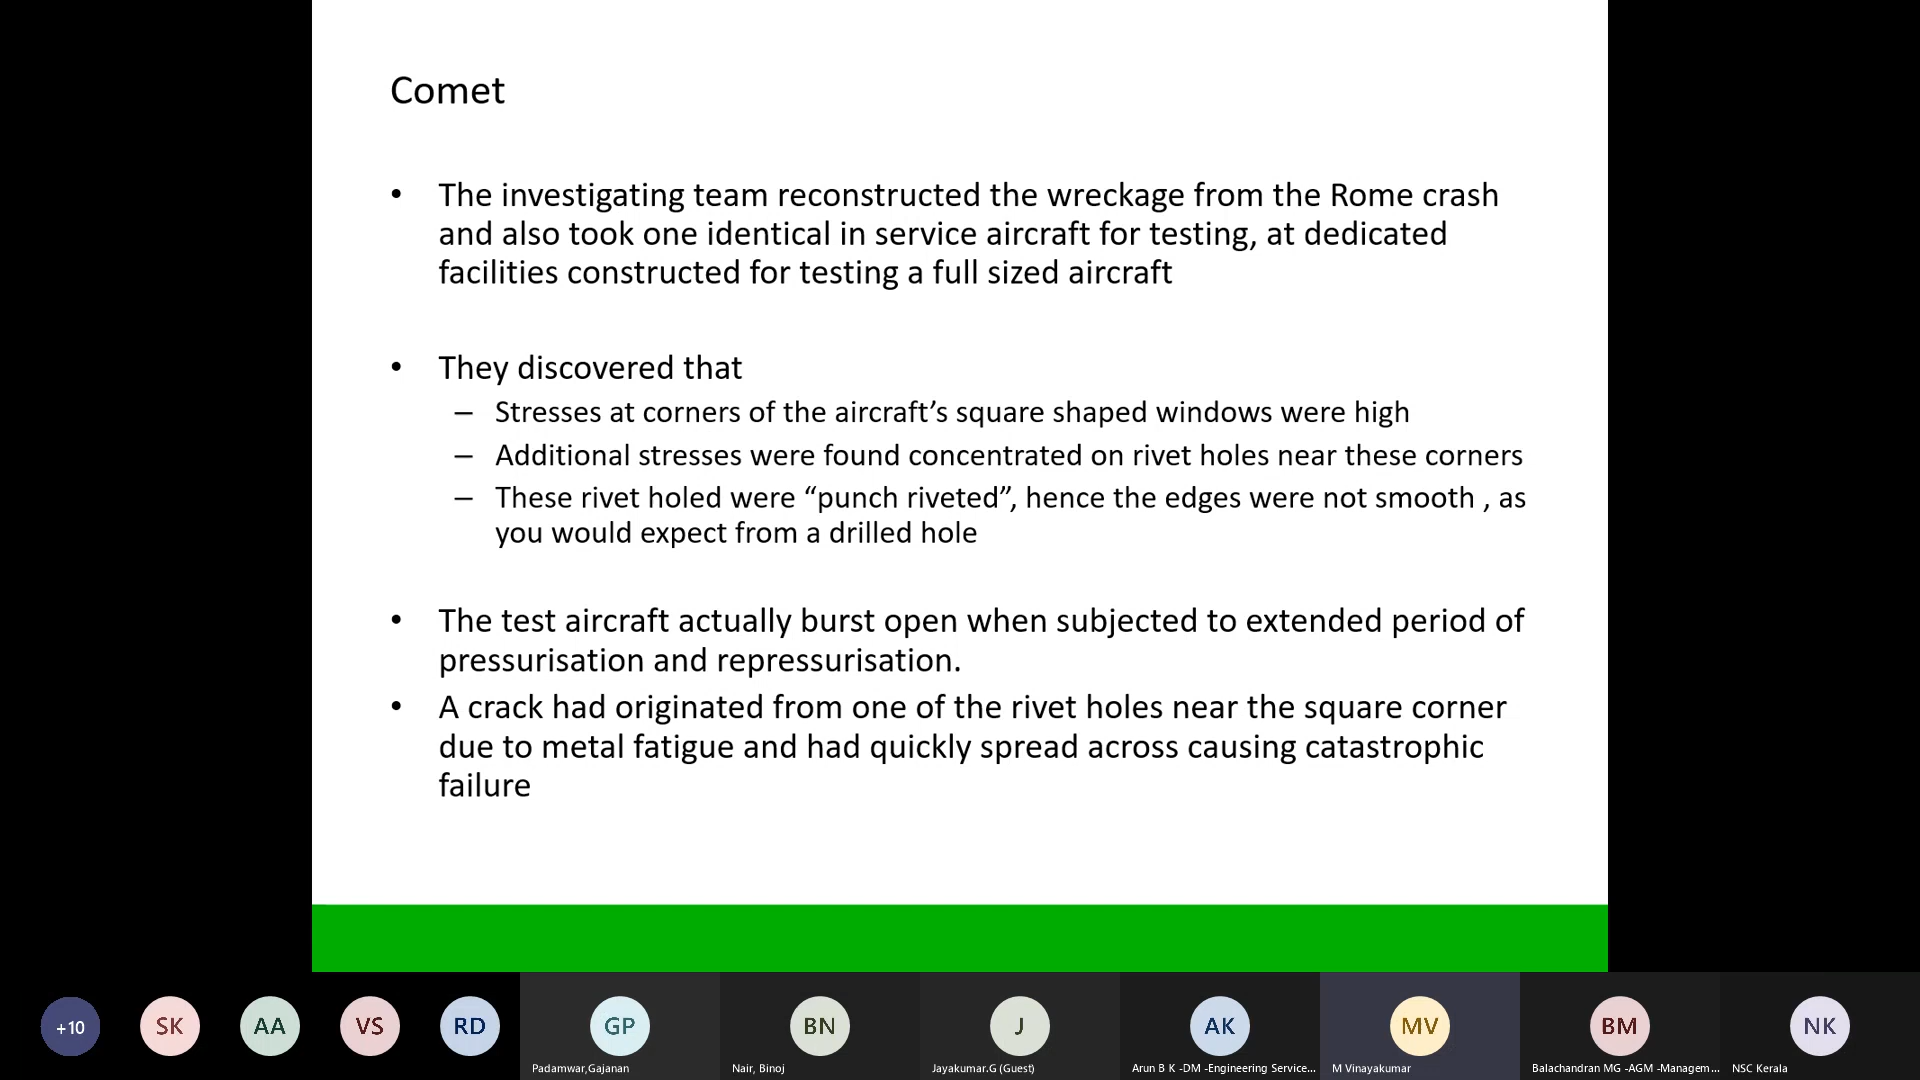 Comet
• The investigating team reconstructed the wreckage from the Rome crash
and also took one identical in service aircraft for testing, at dedicated
facilities constructed for testing a full sized aircraft
• They discovered that
– Stresses at corners of the aircraft’s square shaped windows were high
– Additional stresses were found concentrated on rivet holes near these corners
– These rivet holed were “punch riveted”, hence the edges were not smooth , as
you would expect from a drilled hole
• The test aircraft actually burst open when subjected to extended period of
pressurisation and repressurisation.
• A crack had originated from one of the rivet holes near the square corner
due to metal fatigue and had quickly spread across causing catastrophic
failure
+10 SK AA VS RD GP BN J AK MV BM NK
Padamwar,Gajanan Nair, Binoj Jayakumar.G (Guest) Arun B K -DM -Engineering Service... M Vinayakumar Balachandran MG -AGM -Managem... NSC Kerala